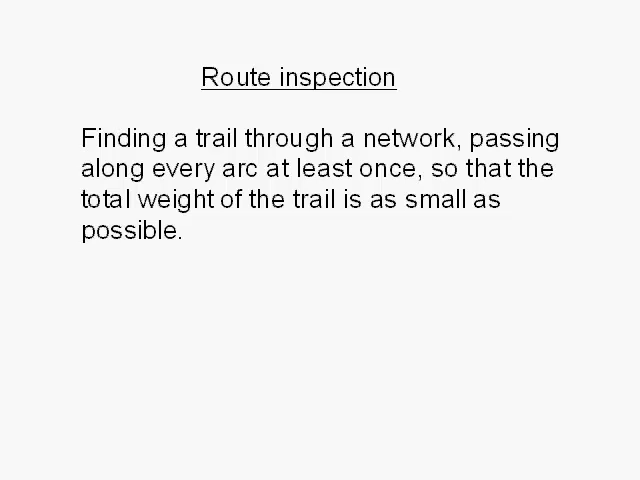 Route inspection
Finding a trail through a network, passing
along every arc at least once, so that the
total weight of the trail is as small as
possible.